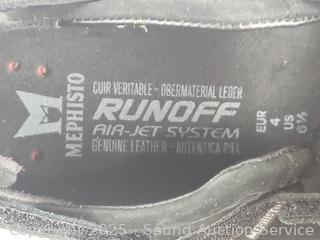 MEPHISTO
CUIR VERITABLE - OBERMATERIAL LEDER
RUNOFF
AIR-JET SYSTEM
GENUINE LEATHER - AUTENTICA PIEL
EUR
4
US
6½
2025 - Sound Auction Service